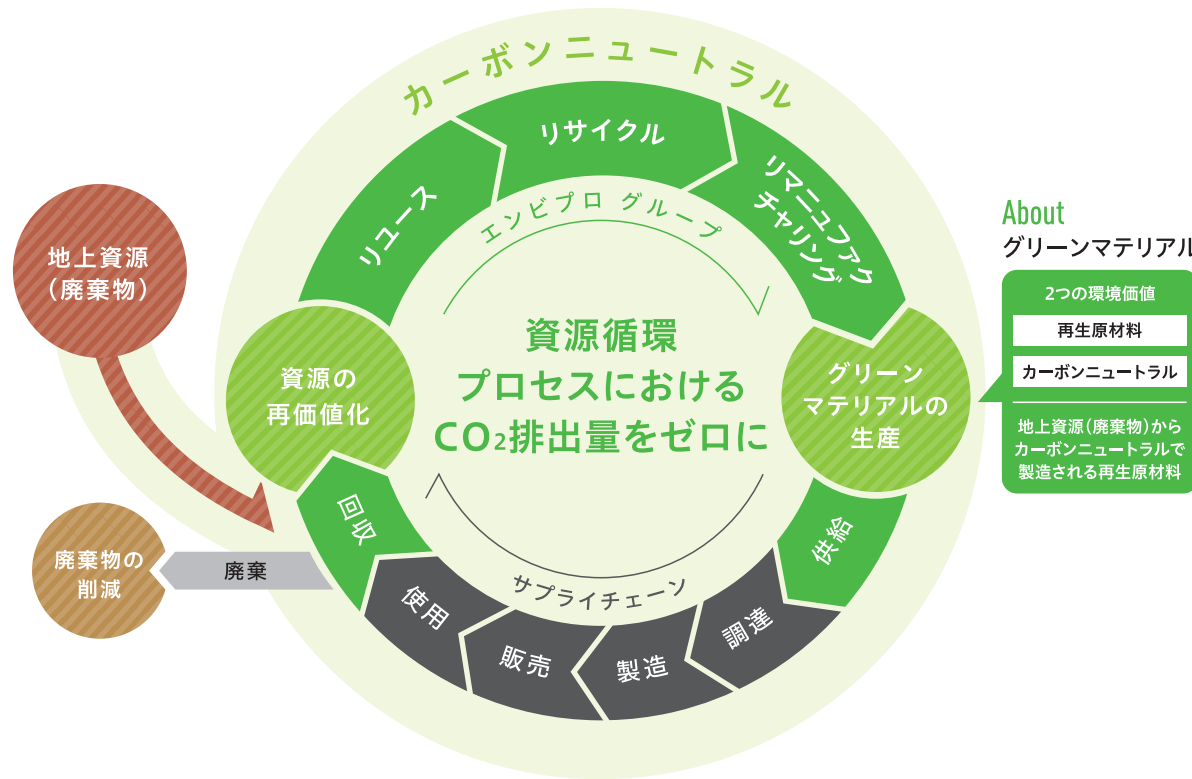 カーボンニュートラル
リユース
リサイクル
リマニュファク
チャリング
エンビプロ グループ
地上資源
（廃棄物）
資源の
再価値化
資源循環
プロセスにおける
CO₂排出量をゼロに
グリーン
マテリアルの
生産
About
グリーンマテリアル
2つの環境価値
再生原材料
カーボンニュートラル
地上資源（廃棄物）から
カーボンニュートラルで
製造される再生原材料
回収
供給
廃棄物の
削減
廃棄
サプライチェーン
使用
販売
製造
調達